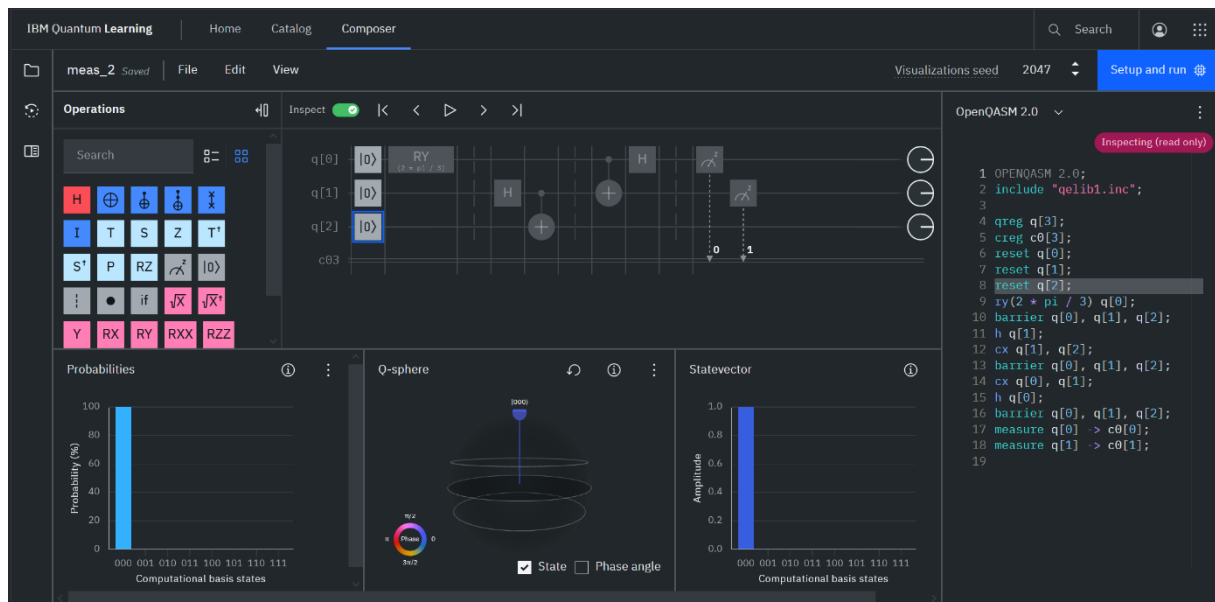 IBM Quantum Learning Home Catalog Composer Search
meas_2 Saved File Edit View Visualizations seed 2047 Setup and run
Operations
Search
H
I T S Z T†
S† P RZ z |0⟩
if √X √X†
Y RX RY RXX RZZ
Inspect
q[0] |0⟩ RY (2 * pi / 3) H z
q[1] |0⟩ H z
q[2] |0⟩
c03 0 1
OpenQASM 2.0
Inspecting (read only)
1 OPENQASM 2.0;
2 include "qelib1.inc";
3
4 qreg q[3];
5 creg c0[3];
6 reset q[0];
7 reset q[1];
8 reset q[2];
9 ry(2 * pi / 3) q[0];
10 barrier q[0], q[1], q[2];
11 h q[1];
12 cx q[1], q[2];
13 barrier q[0], q[1], q[2];
14 cx q[0], q[1];
15 h q[0];
16 barrier q[0], q[1], q[2];
17 measure q[0] -> c0[0];
18 measure q[1] -> c0[1];
19
Probabilities
Probability (%)
100
80
60
40
20
0
000 001 010 011 100 101 110 111
Computational basis states
Q-sphere
|000⟩
π/2
π Phase 0
3π/2
State Phase angle
Statevector
Amplitude
1.0
0.8
0.6
0.4
0.2
0.0
000 001 010 011 100 101 110 111
Computational basis states